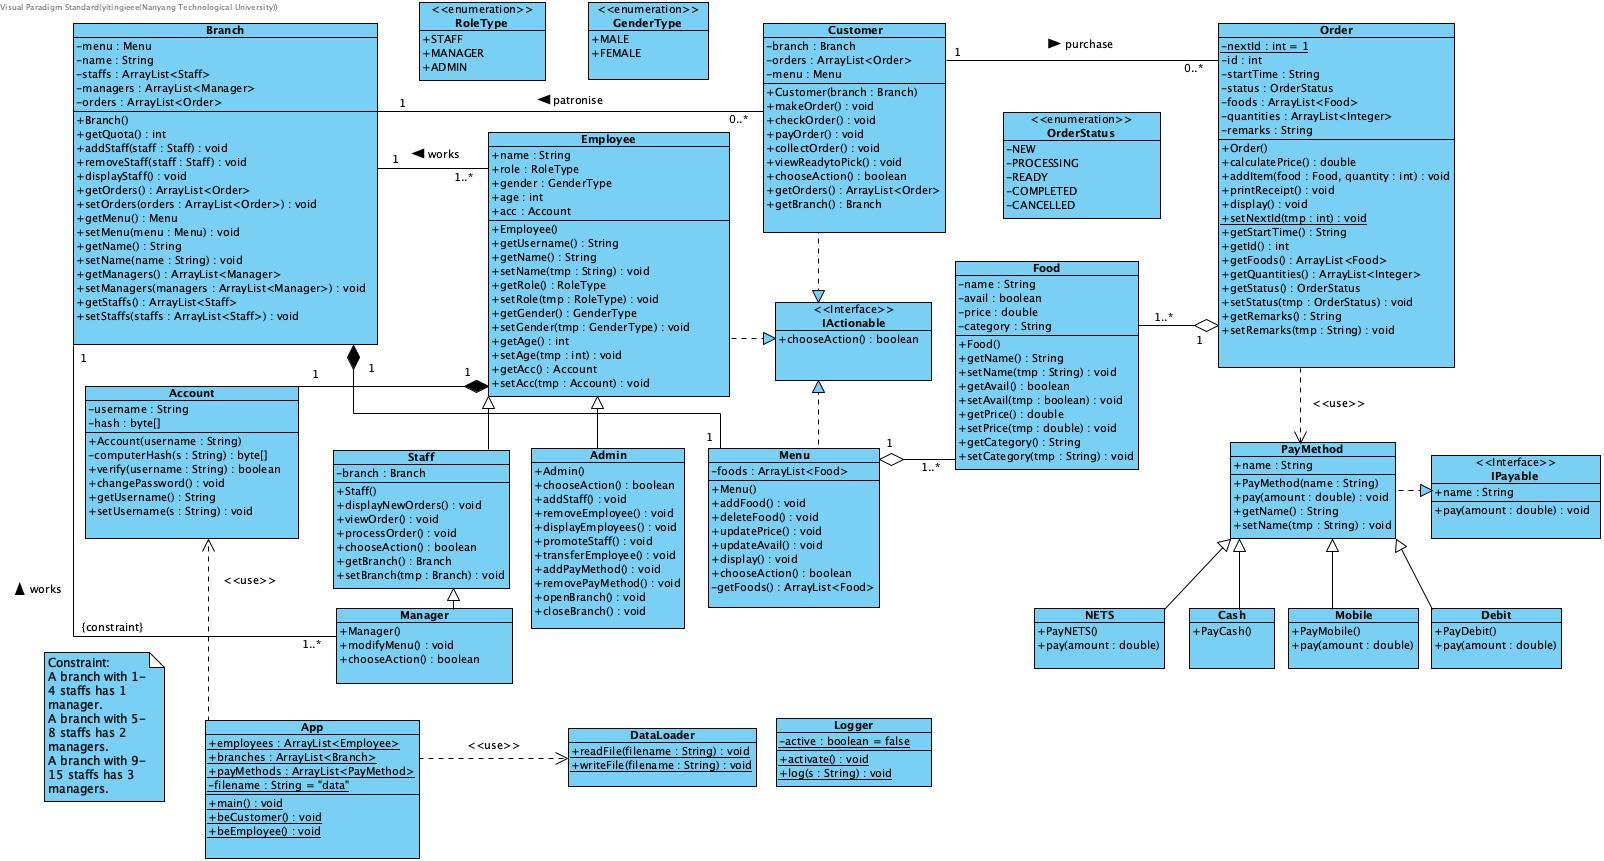 Visual Paradigm Standard(yitingieee(Nanyang Technological University))
Branch
-menu : Menu
-name : String
-staffs : ArrayList<Staff>
-managers : ArrayList<Manager>
-orders : ArrayList<Order>
+Branch()
+getQuota() : int
+addStaff(staff : Staff) : void
+removeStaff(staff : Staff) : void
+displayStaff() : void
+getOrders() : ArrayList<Order>
+setOrders(orders : ArrayList<Order>) : void
+getMenu() : Menu
+setMenu(menu : Menu) : void
+getName() : String
+setName(name : String) : void
+getManagers() : ArrayList<Manager>
+setManagers(managers : ArrayList<Manager>) : void
+getStaffs() : ArrayList<Staff>
+setStaffs(staffs : ArrayList<Staff>) : void
<<enumeration>>
RoleType
+STAFF
+MANAGER
+ADMIN
<<enumeration>>
GenderType
+MALE
+FEMALE
Customer
-branch : Branch
-orders : ArrayList<Order>
-menu : Menu
+Customer(branch : Branch)
+makeOrder() : void
+checkOrder() : void
+payOrder() : void
+collectOrder() : void
+viewReadytoPick() : void
+chooseAction() : boolean
+getOrders() : ArrayList<Order>
+getBranch() : Branch
1
purchase
0..*
Order
-nextId : int = 1
-id : int
-startTime : String
-status : OrderStatus
-foods : ArrayList<Food>
-quantities : ArrayList<Integer>
-remarks : String
+Order()
+calculatePrice() : double
+addItem(food : Food, quantity : int) : void
+printReceipt() : void
+display() : void
+setNextId(tmp : int) : void
+getStartTime() : String
+getId() : int
+getFoods() : ArrayList<Food>
+getQuantities() : ArrayList<Integer>
+getStatus() : OrderStatus
+setStatus(tmp : OrderStatus) : void
+getRemarks() : String
+setRemarks(tmp : String) : void
1
patronise
0..*
<<enumeration>>
OrderStatus
-NEW
-PROCESSING
-READY
-COMPLETED
-CANCELLED
1
works
1..*
Employee
+name : String
+role : RoleType
+gender : GenderType
+age : int
+acc : Account
+Employee()
+getUsername() : String
+getName() : String
+setName(tmp : String) : void
+getRole() : RoleType
+setRole(tmp : RoleType) : void
+getGender() : GenderType
+setGender(tmp : GenderType) : void
+getAge() : int
+setAge(tmp : int) : void
+getAcc() : Account
+setAcc(tmp : Account) : void
<<Interface>>
IActionable
+chooseAction() : boolean
Food
-name : String
-avail : boolean
-price : double
-category : String
+Food()
+getName() : String
+setName(tmp : String) : void
+getAvail() : boolean
+setAvail(tmp : boolean) : void
+getPrice() : double
+setPrice(tmp : double) : void
+getCategory() : String
+setCategory(tmp : String) : void
1..*
1
1
1
1
1
Account
-username : String
-hash : byte[]
+Account(username : String)
-computerHash(s : String) : byte[]
+verify(username : String) : boolean
+changePassword() : void
+getUsername() : String
+setUsername(s : String) : void
Staff
-branch : Branch
+Staff()
+displayNewOrders() : void
+viewOrder() : void
+processOrder() : void
+chooseAction() : boolean
+getBranch() : Branch
+setBranch(tmp : Branch) : void
Admin
+Admin()
+chooseAction() : boolean
+addStaff() : void
+removeEmployee() : void
+displayEmployees() : void
+promoteStaff() : void
+transferEmployee() : void
+addPayMethod() : void
+removePayMethod() : void
+openBranch() : void
+closeBranch() : void
1
Menu
-foods : ArrayList<Food>
+Menu()
+addFood() : void
+deleteFood() : void
+updatePrice() : void
+updateAvail() : void
+display() : void
+chooseAction() : boolean
-getFoods() : ArrayList<Food>
1..*
<<use>>
PayMethod
+name : String
+PayMethod(name : String)
+pay(amount : double) : void
+getName() : String
+setName(tmp : String) : void
<<Interface>>
IPayable
+name : String
+pay(amount : double) : void
<<use>>
works
{constraint}
1..*
Manager
+Manager()
+modifyMenu() : void
+chooseAction() : boolean
NETS
+PayNETS()
+pay(amount : double)
Cash
+PayCash()
Mobile
+PayMobile()
+pay(amount : double)
Debit
+PayDebit()
+pay(amount : double)
Constraint:
A branch with 1-
4 staffs has 1
manager.
A branch with 5-
8 staffs has 2
managers.
A branch with 9-
15 staffs has 3
managers.
App
+employees : ArrayList<Employee>
+branches : ArrayList<Branch>
+payMethods : ArrayList<PayMethod>
-filename : String = "data"
+main() : void
+beCustomer() : void
+beEmployee() : void
<<use>>
DataLoader
+readFile(filename : String) : void
+writeFile(filename : String) : void
Logger
-active : boolean = false
+activate() : void
+log(s : String) : void